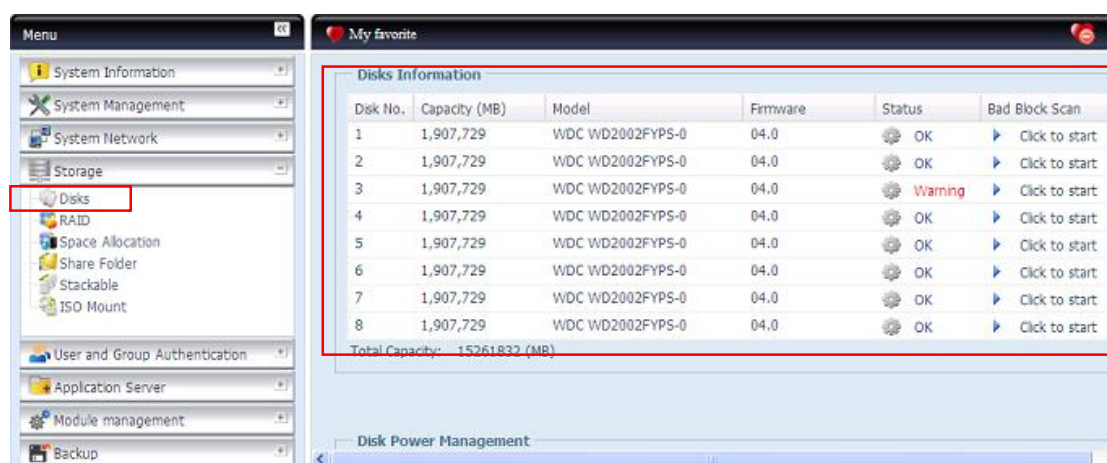 Menu
System Information
System Management
System Network
Storage
Disks
RAID
Space Allocation
Share Folder
Stackable
ISO Mount
User and Group Authentication
Application Server
Module management
Backup
My favorite
Disks Information
Disk No. Capacity (MB) Model Firmware Status Bad Block Scan
1 1,907,729 WDC WD2002FYPS-0 04.0 OK Click to start
2 1,907,729 WDC WD2002FYPS-0 04.0 OK Click to start
3 1,907,729 WDC WD2002FYPS-0 04.0 Warning Click to start
4 1,907,729 WDC WD2002FYPS-0 04.0 OK Click to start
5 1,907,729 WDC WD2002FYPS-0 04.0 OK Click to start
6 1,907,729 WDC WD2002FYPS-0 04.0 OK Click to start
7 1,907,729 WDC WD2002FYPS-0 04.0 OK Click to start
8 1,907,729 WDC WD2002FYPS-0 04.0 OK Click to start
Total Capacity: 15261832 (MB)
Disk Power Management